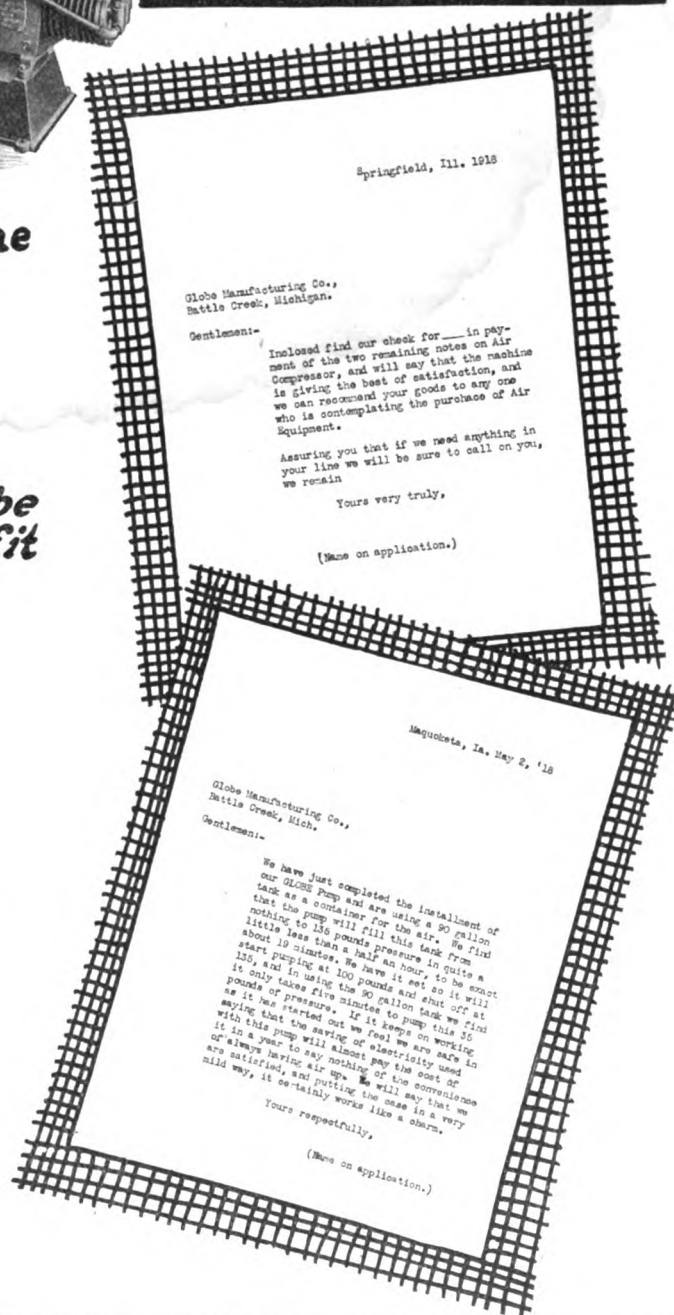 Springfield, Ill. 1918
Globe Manufacturing Co.,
Battle Creek, Michigan.
Gentlemen:-
Inclosed find our check for___in pay-
ment of the two remaining notes on Air
Compressor, and will say that the machine
is giving the best of satisfaction, and
we can recommend your goods to any one
who is contemplating the purchase of Air
Equipment.
Assuring you that if we need anything in
your line we will be sure to call on you,
we remain
Yours very truly,
(Name on application.)
Maquoketa, Ia. May 2, '18
Globe Manufacturing Co.,
Battle Creek, Mich.
Gentlemen:-
We have just completed the installment of
our GLOBE Pump and are using a 90 gallon
tank as a container for the air. We find
that the pump will fill this tank from
nothing to 135 pounds pressure in quite a
little less than a half an hour, to be exact
about 19 minutes. We have it set so it will
start pumping at 100 pounds and shut off at
135, and in using the 90 gallon tank we find
it only takes five minutes to pump this 35
pounds of pressure. If it keeps on working
as it has started out we feel we are safe in
saying that the saving of electricity used
with this pump will almost pay the cost of
it in a year to say nothing of the convenience
of always having air up. We will say that we
are satisfied, and putting the case in a very
mild way, it certainly works like a charm.
Yours respectfully,
(Name on application.)